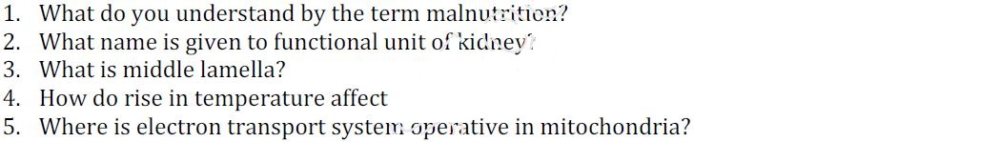 1. What do you understand by the term malnutrition?
2. What name is given to functional unit of kidney?
3. What is middle lamella?
4. How do rise in temperature affect
5. Where is electron transport system operative in mitochondria?